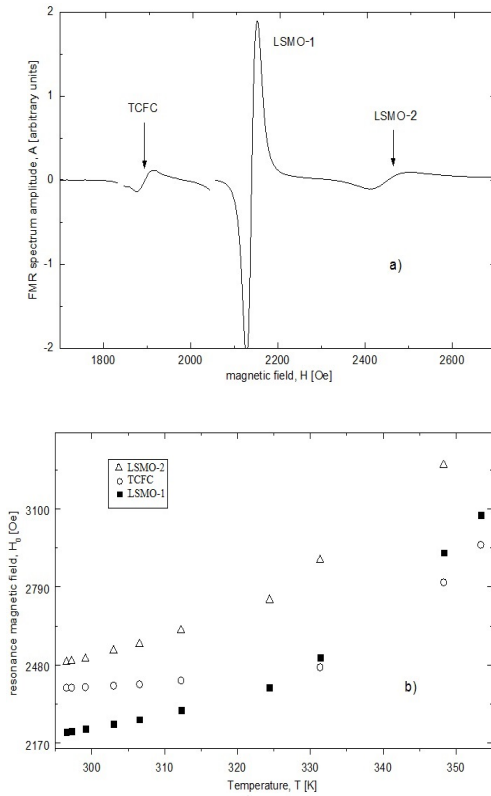 2
LSMO-1
TCFC
LSMO-2
1
0
-1
-2
FMR spectrum amplitude, A [arbitrary units]
a)
1800
2000
2200
2400
2600
magnetic field, H [Oe]
LSMO-2
TCFC
LSMO-1
3100
2790
2480
2170
resonance magnetic field, H₀ [Oe]
b)
300
310
320
330
340
350
Temperature, T [K]